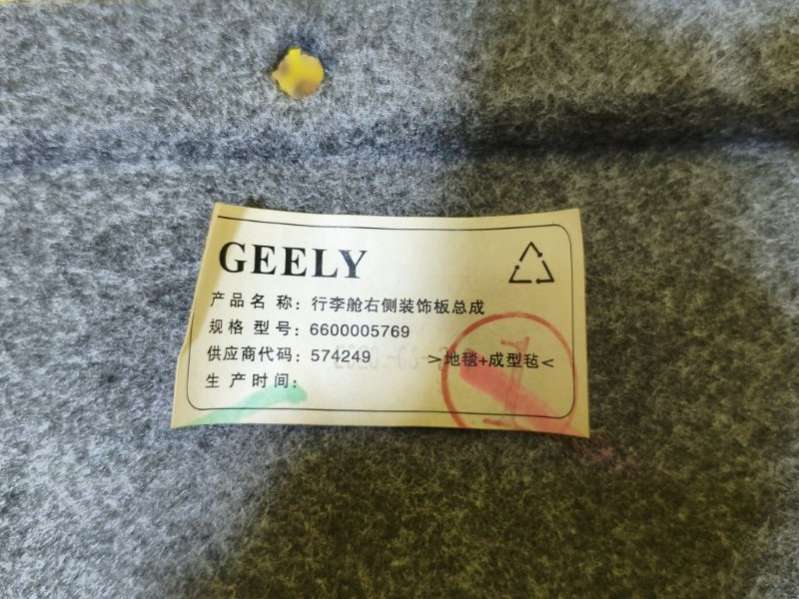 GEELY
产品名称：行李舱右侧装饰板总成
规格型号：6600005769
供应商代码：574249 >地毯+成型毡<
生产时间：